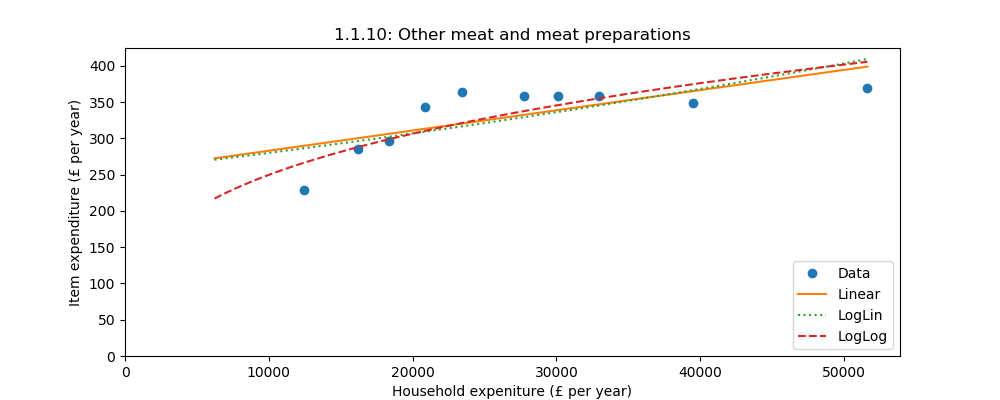 1.1.10: Other meat and meat preparations
Item expenditure (£ per year)
400
350
300
250
200
150
100
50
0
0 10000 20000 30000 40000 50000
Household expeniture (£ per year)
Data
Linear
LogLin
LogLog